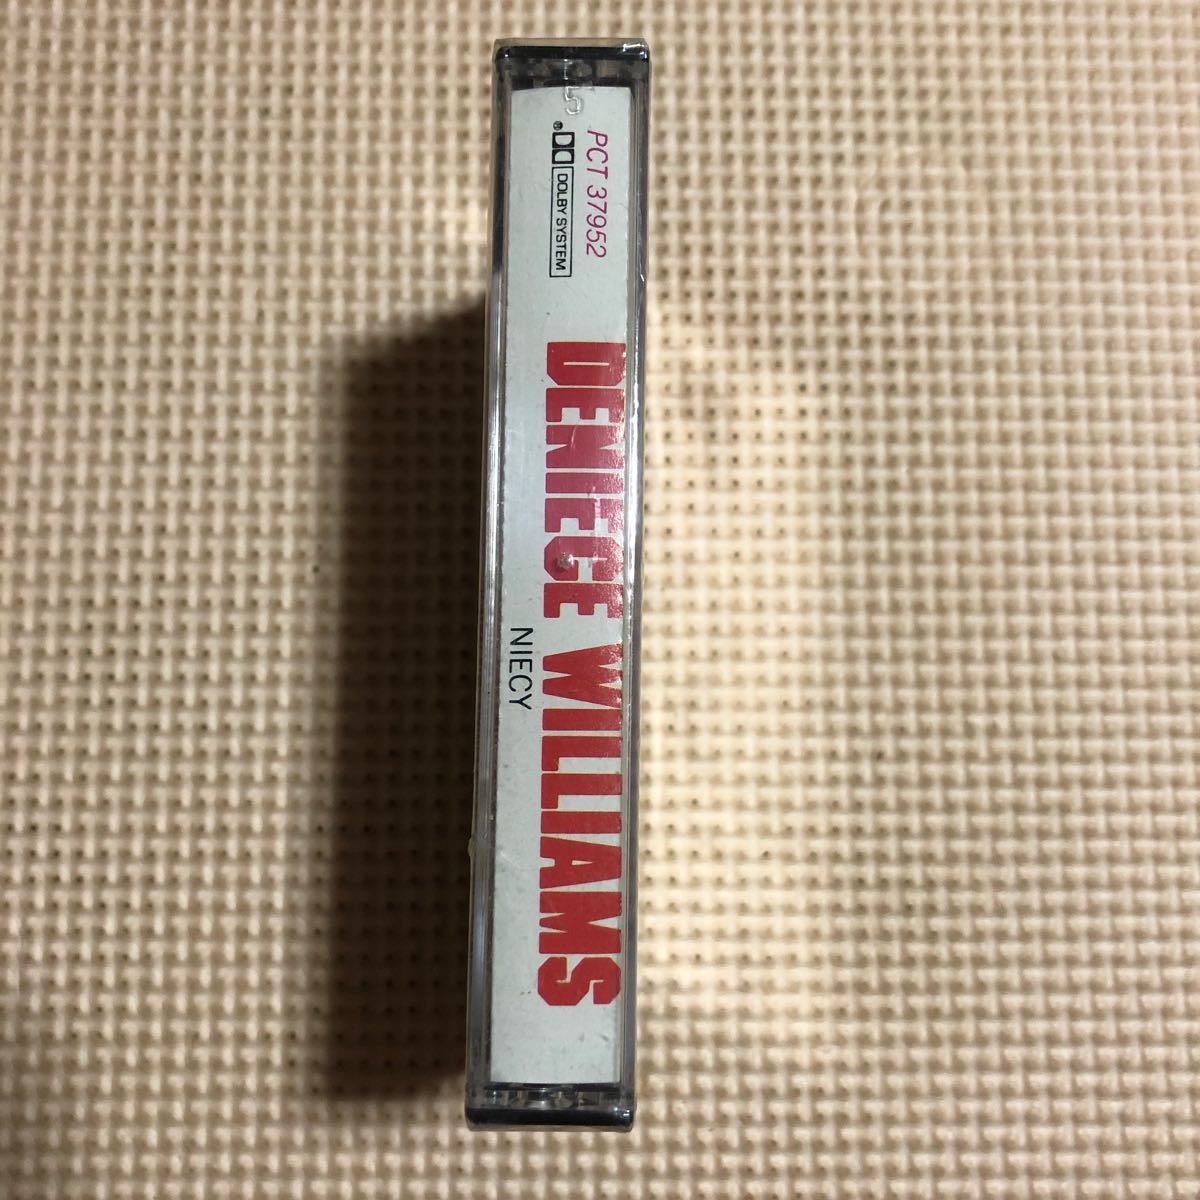 PCT 37952
DOLBY SYSTEM®
DENIECE WILLIAMS
NIECY